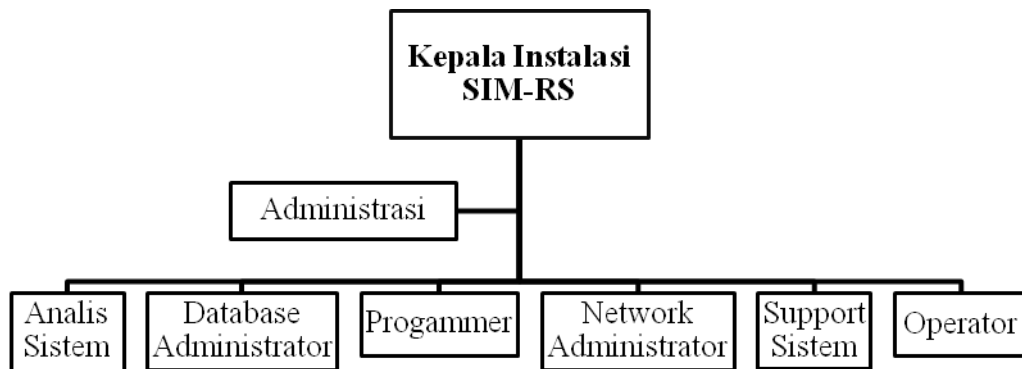 Kepala Instalasi
SIM-RS
Administrasi
Analis
Sistem
Database
Administrator
Progammer
Network
Administrator
Support
Sistem
Operator